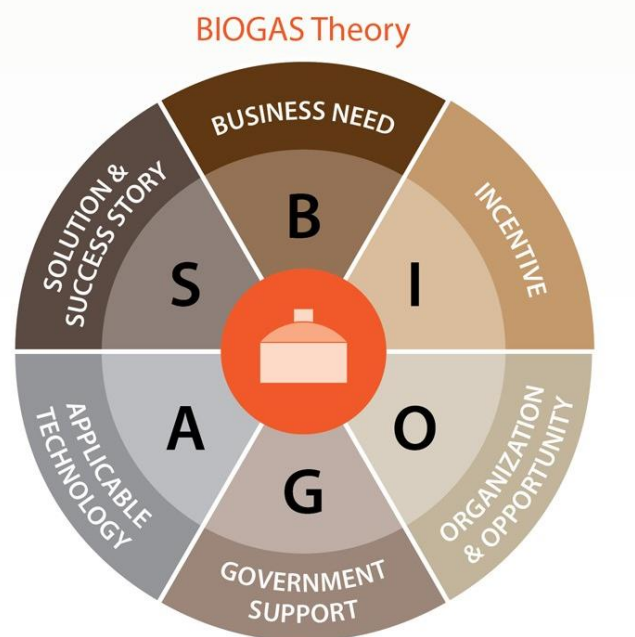 BIOGAS Theory
BUSINESS NEED
B
INCENTIVE
I
ORGANIZATION
& OPPORTUNITY
O
GOVERNMENT
SUPPORT
G
APPLICABLE
TECHNOLOGY
A
SOLUTION &
SUCCESS STORY
S